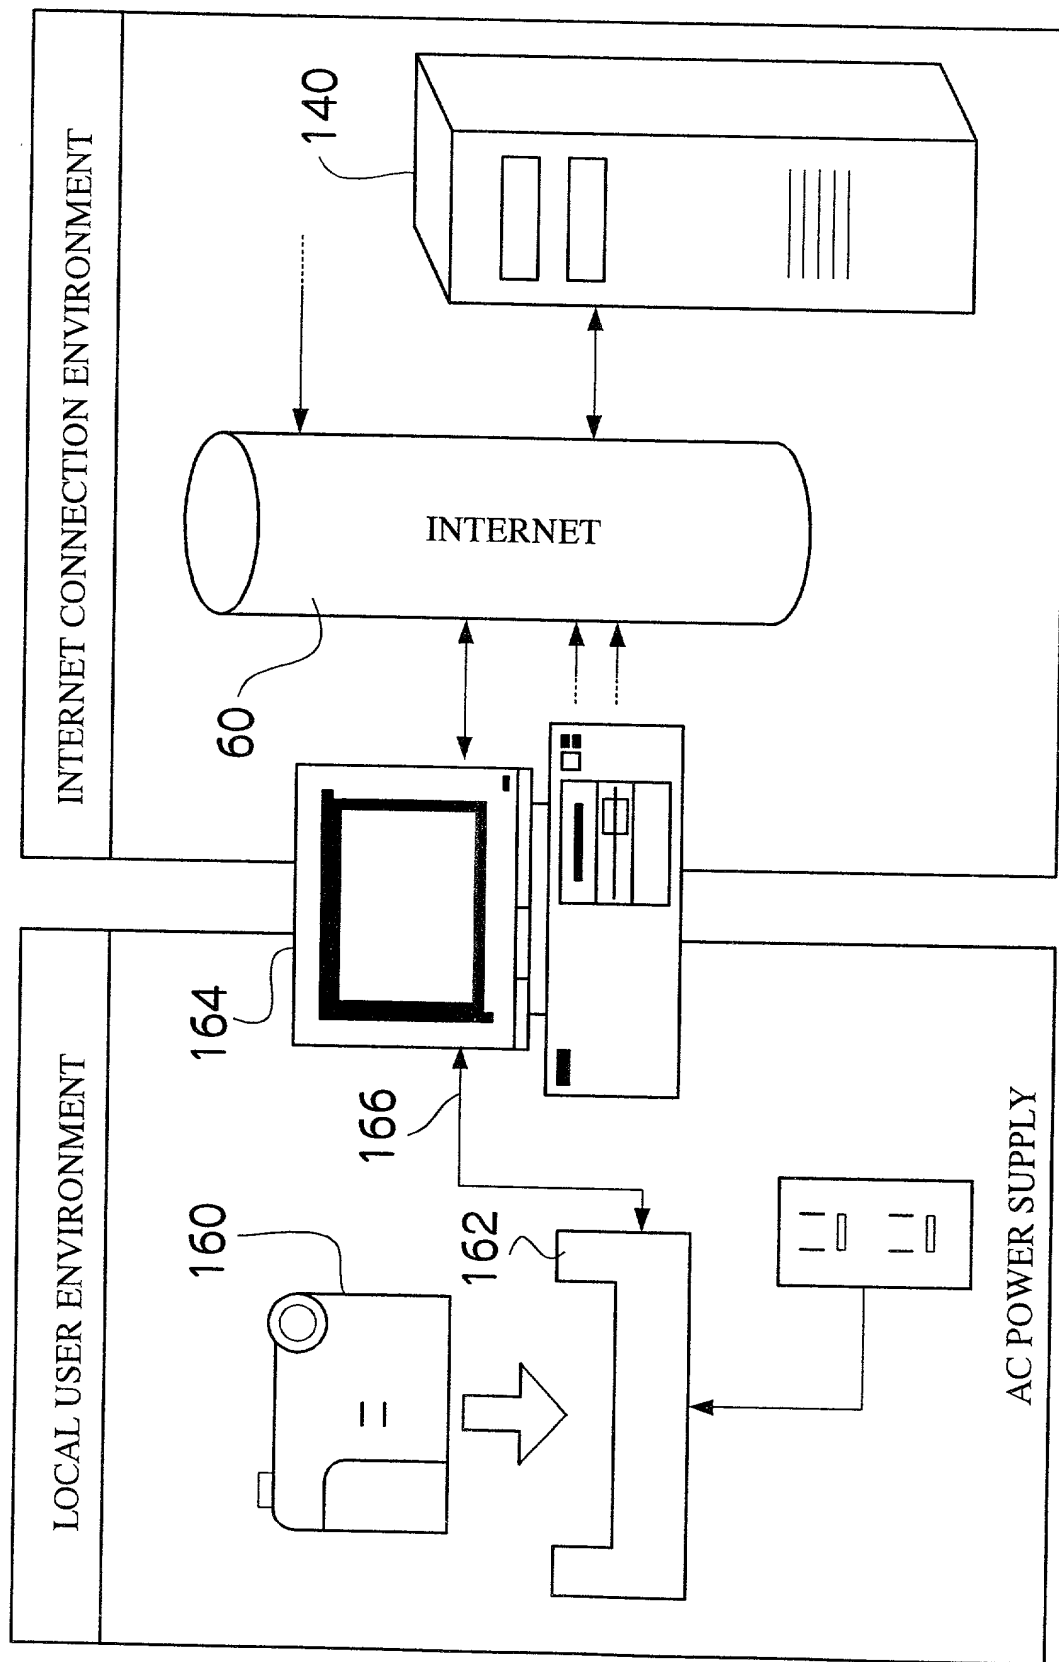 LOCAL USER ENVIRONMENT
160
162
164
166
AC POWER SUPPLY
INTERNET CONNECTION ENVIRONMENT
60
INTERNET
140